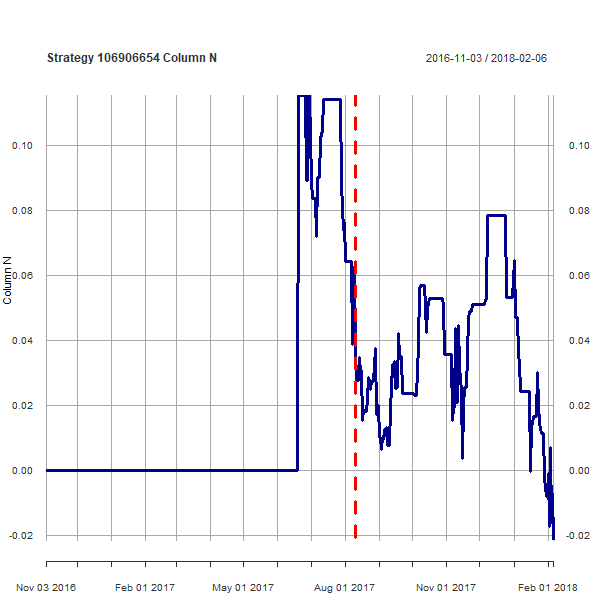 Strategy 106906654 Column N
2016-11-03 / 2018-02-06
Column N
0.10
0.08
0.06
0.04
0.02
0.00
-0.02
0.10
0.08
0.06
0.04
0.02
0.00
-0.02
Nov 03 2016
Feb 01 2017
May 01 2017
Aug 01 2017
Nov 01 2017
Feb 01 2018